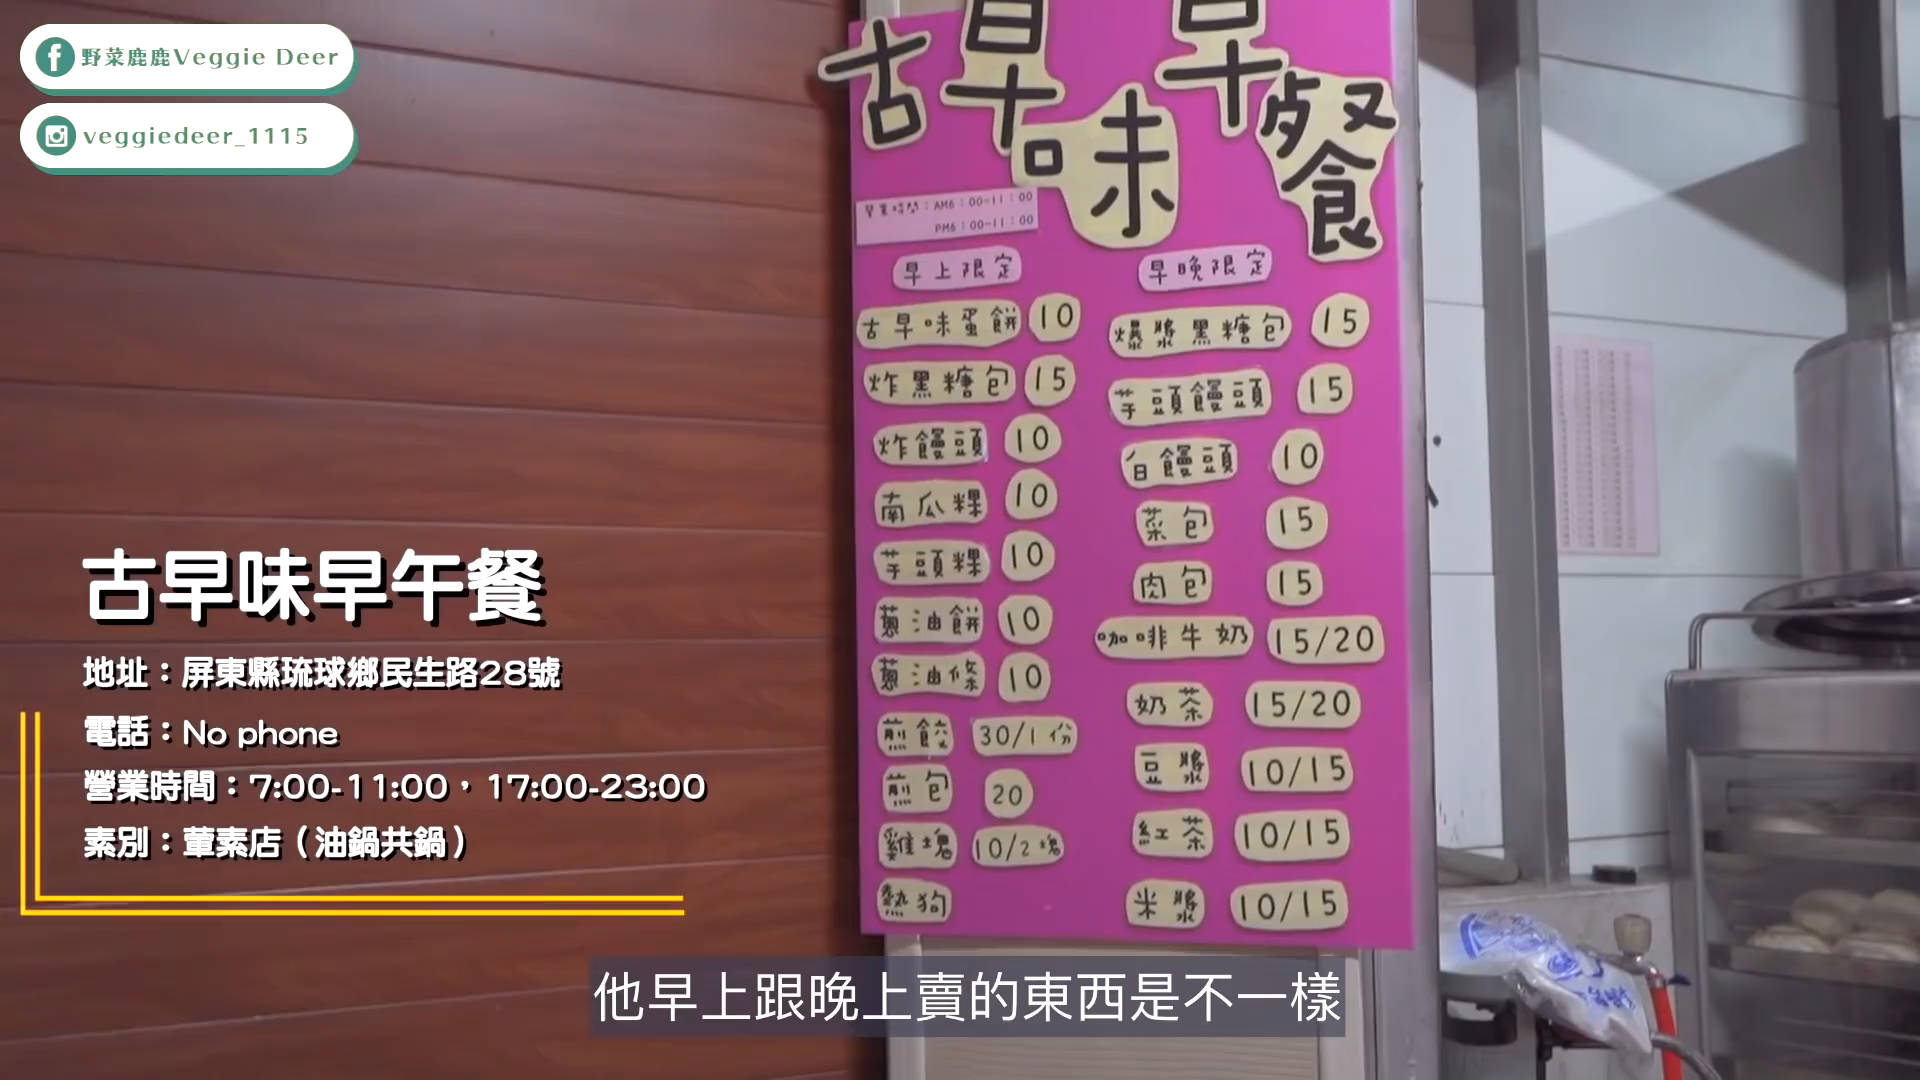 野菜鹿鹿Veggie Deer
veggiedeer_1115
古早味早餐
營業時間：AM6：00-11：00
PM6：00-11：00
早上限定
古早味蛋餅 10
炸黑糖包 15
炸饅頭 10
南瓜粿 10
芋頭粿 10
蔥油餅 10
蔥油條 10
煎餃 30/1份
煎包 20
雞塊 10/2塊
熱狗
早晚限定
爆漿黑糖包 15
芋頭饅頭 15
白饅頭 10
菜包 15
肉包 15
咖啡牛奶 15/20
奶茶 15/20
豆漿 10/15
紅茶 10/15
米漿 10/15
古早味早午餐
地址：屏東縣琉球鄉民生路28號
電話：No phone
營業時間：7:00-11:00，17:00-23:00
素別：葷素店（油鍋共鍋）
他早上跟晚上賣的東西是不一樣